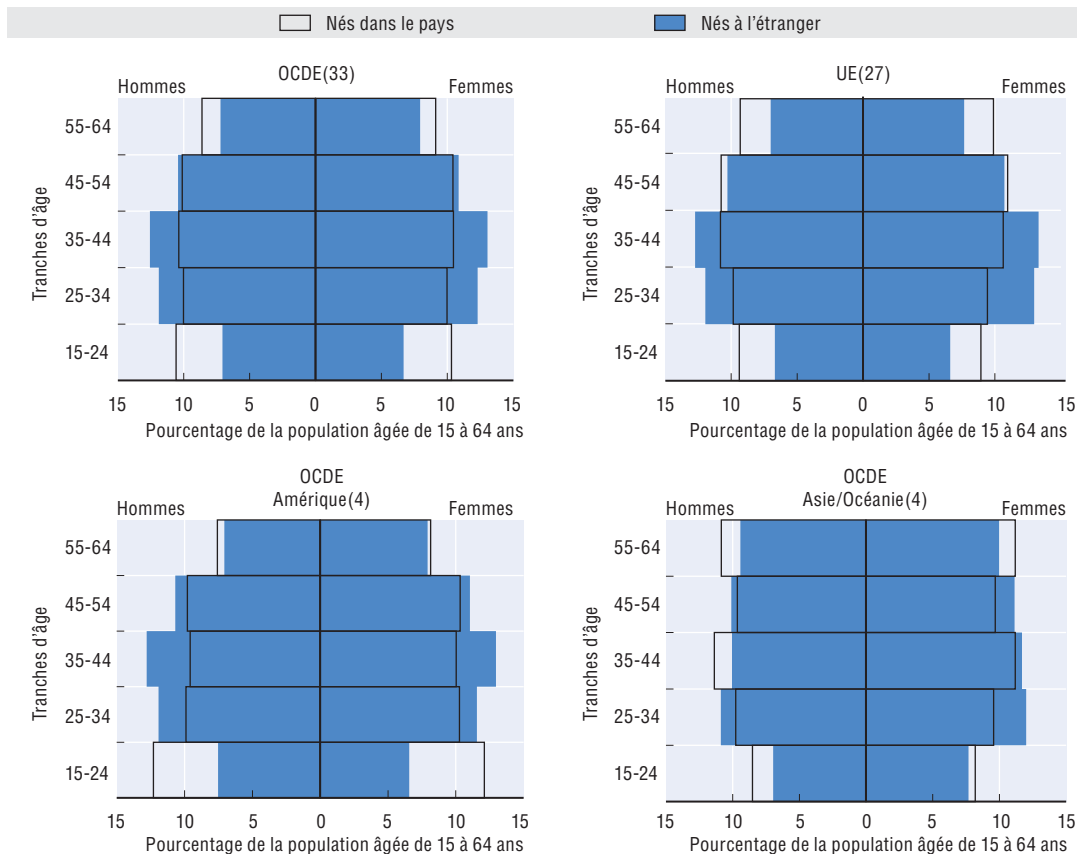 Nés dans le pays
Nés à l'étranger
OCDE(33)
Hommes
Femmes
Tranches d'âge
55-64
45-54
35-44
25-34
15-24
15 10 5 0 5 10 15
Pourcentage de la population âgée de 15 à 64 ans
UE(27)
Hommes
Femmes
Tranches d'âge
55-64
45-54
35-44
25-34
15-24
15 10 5 0 5 10 15
Pourcentage de la population âgée de 15 à 64 ans
OCDE
Amérique(4)
Hommes
Femmes
Tranches d'âge
55-64
45-54
35-44
25-34
15-24
15 10 5 0 5 10 15
Pourcentage de la population âgée de 15 à 64 ans
OCDE
Asie/Océanie(4)
Hommes
Femmes
Tranches d'âge
55-64
45-54
35-44
25-34
15-24
15 10 5 0 5 10 15
Pourcentage de la population âgée de 15 à 64 ans